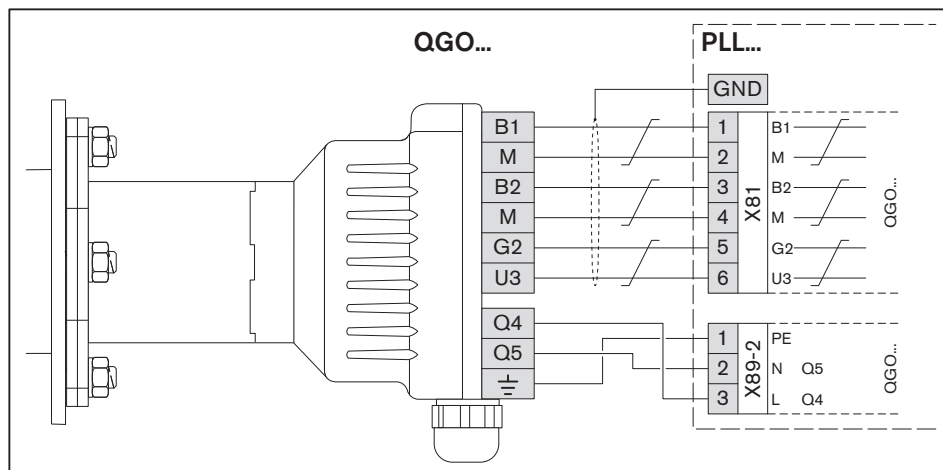 QGO... PLL...
GND
B1 1 B1
M 2 M
B2 3 B2
M 4 M
G2 5 G2
U3 6 U3
X81
QGO...
Q4 1 PE
Q5 2 N Q5
3 L Q4
X89-2
QGO...